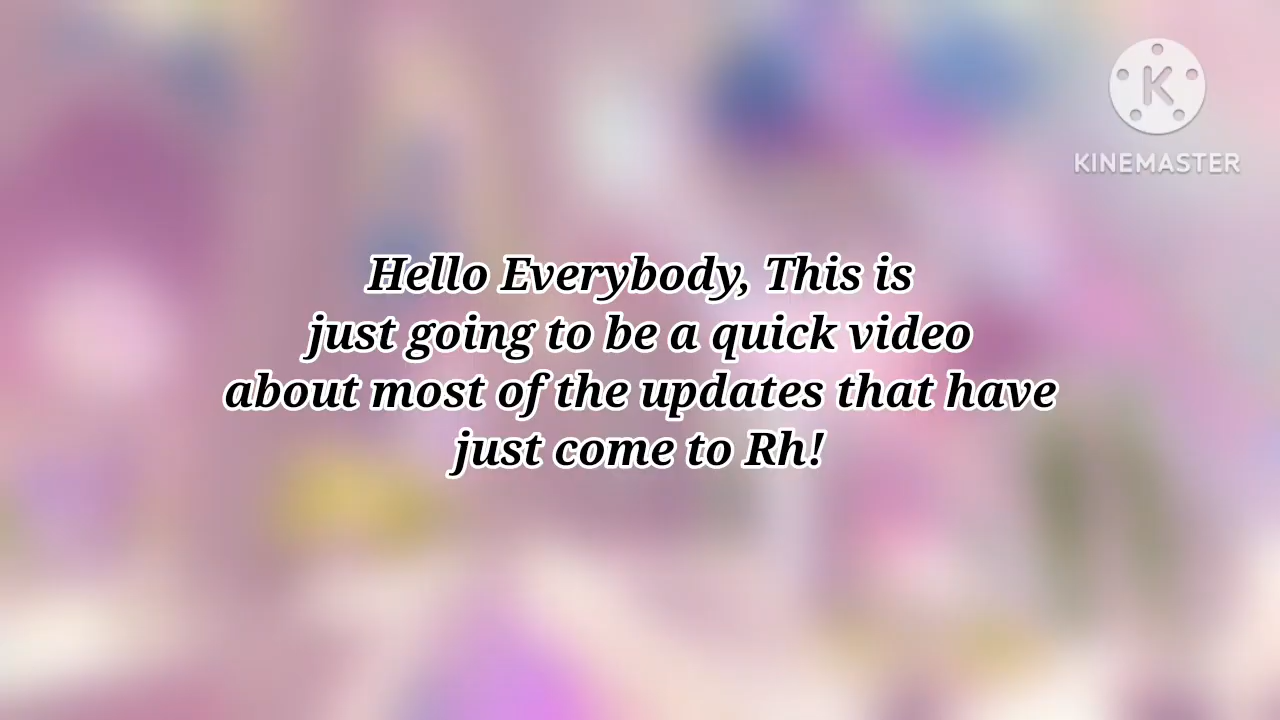 K
KINEMASTER
Hello Everybody, This is
just going to be a quick video
about most of the updates that have
just come to Rh!